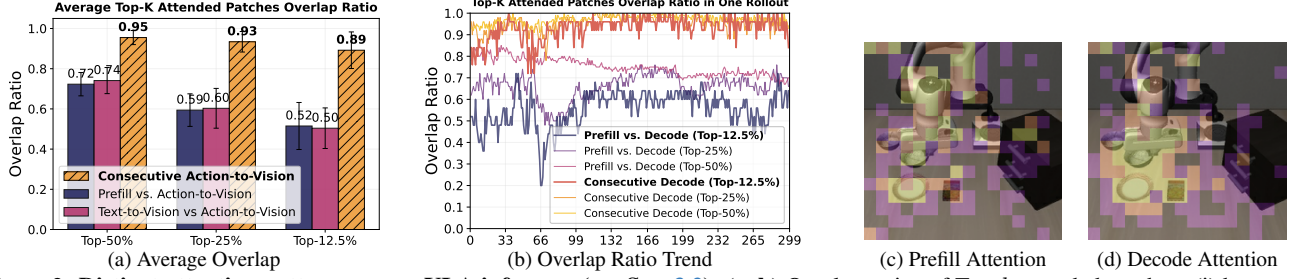 Average Top-K Attended Patches Overlap Ratio
Overlap Ratio
0.0
0.2
0.4
0.6
0.8
1.0
0.72
0.74
0.95
0.59
0.60
0.93
0.52
0.50
0.89
Consecutive Action-to-Vision
Prefill vs. Action-to-Vision
Text-to-Vision vs Action-to-Vision
Top-50%
Top-25%
Top-12.5%
(a) Average Overlap
Top-K Attended Patches Overlap Ratio in One Rollout
Overlap Ratio
0.0
0.1
0.2
0.3
0.4
0.5
0.6
0.7
0.8
0.9
1.0
Prefill vs. Decode (Top-12.5%)
Prefill vs. Decode (Top-25%)
Prefill vs. Decode (Top-50%)
Consecutive Decode (Top-12.5%)
Consecutive Decode (Top-25%)
Consecutive Decode (Top-50%)
0 33 66 99 132 166 199 232 266 299
(b) Overlap Ratio Trend
(c) Prefill Attention
(d) Decode Attention